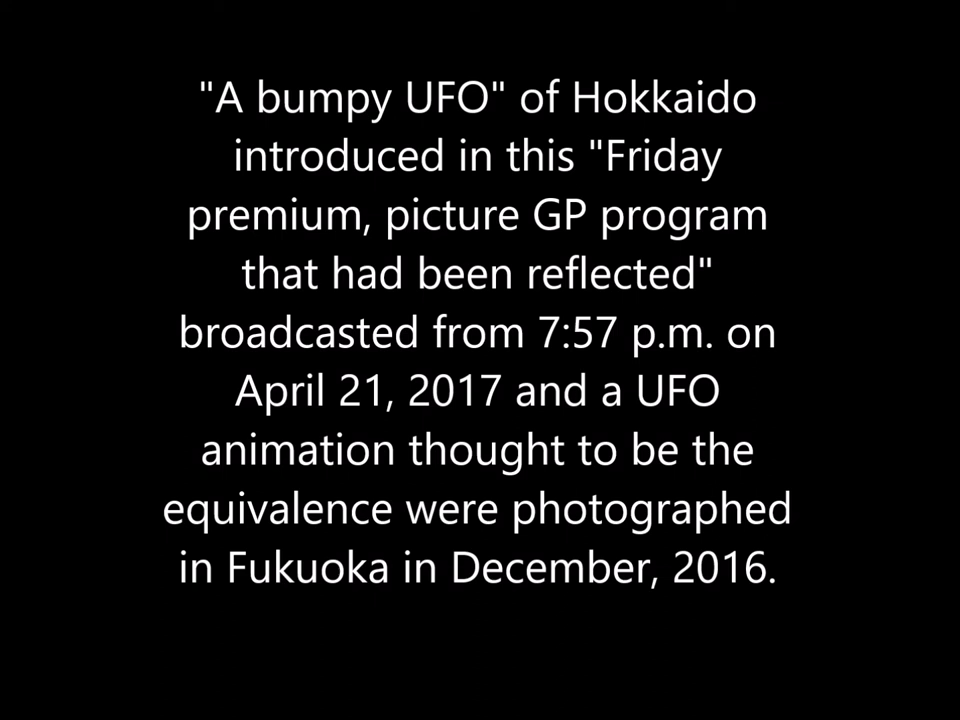 "A bumpy UFO" of Hokkaido
introduced in this "Friday
premium, picture GP program
that had been reflected"
broadcasted from 7:57 p.m. on
April 21, 2017 and a UFO
animation thought to be the
equivalence were photographed
in Fukuoka in December, 2016.